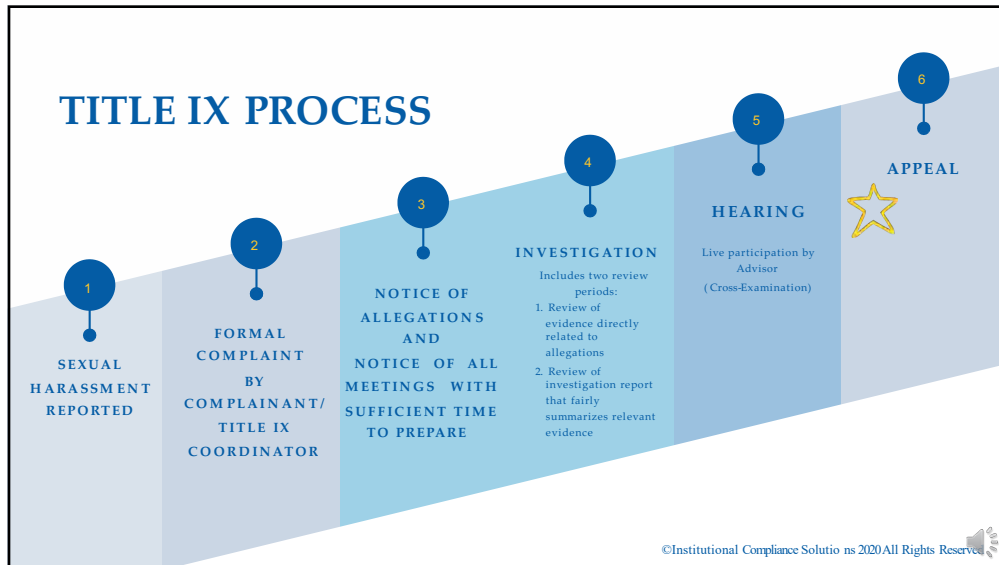 TITLE IX PROCESS
1
SEXUAL
HARASSMENT
REPORTED
2
FORMAL
COMPLAINT
BY
COMPLAINANT/
TITLE IX
COORDINATOR
3
NOTICE OF
ALLEGATIONS
AND
NOTICE OF ALL
MEETINGS WITH
SUFFICIENT TIME
TO PREPARE
4
INVESTIGATION
Includes two review
periods:
1. Review of
evidence directly
related to
allegations
2. Review of
investigation report
that fairly
summarizes relevant
evidence
5
HEARING
Live participation by
Advisor
(Cross-Examination)
6
APPEAL
©Institutional Compliance Solutio ns 2020 All Rights Reserved